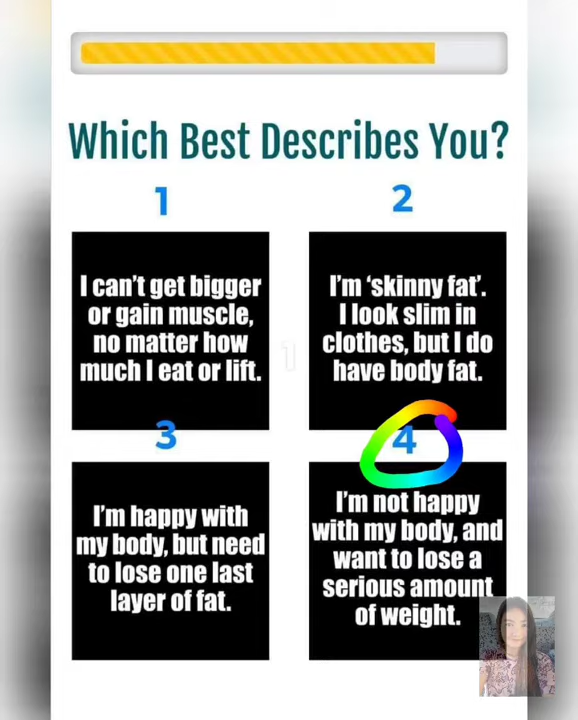 Which Best Describes You?
1
2
I can't get bigger
or gain muscle,
no matter how
much I eat or lift.
I'm 'skinny fat'.
I look slim in
clothes, but I do
have body fat.
1
3
4
I'm happy with
my body, but need
to lose one last
layer of fat.
I'm not happy
with my body, and
want to lose a
serious amount
of weight.